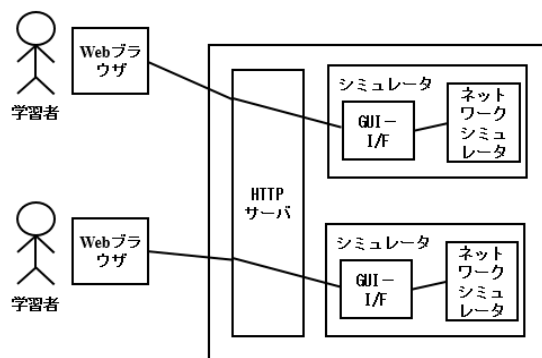 Webブラ
ウザ
学習者
シミュレータ
GUI－
I/F
ネット
ワーク
シミュ
レータ
HTTP
サーバ
Webブラ
ウザ
学習者
シミュレータ
GUI－
I/F
ネット
ワーク
シミュ
レータ